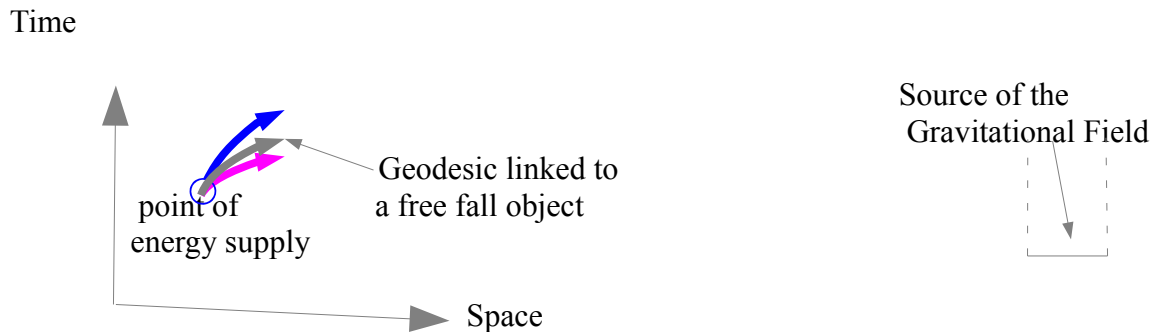 Time
Source of the
Gravitational Field
Geodesic linked to
a free fall object
point of
energy supply
Space